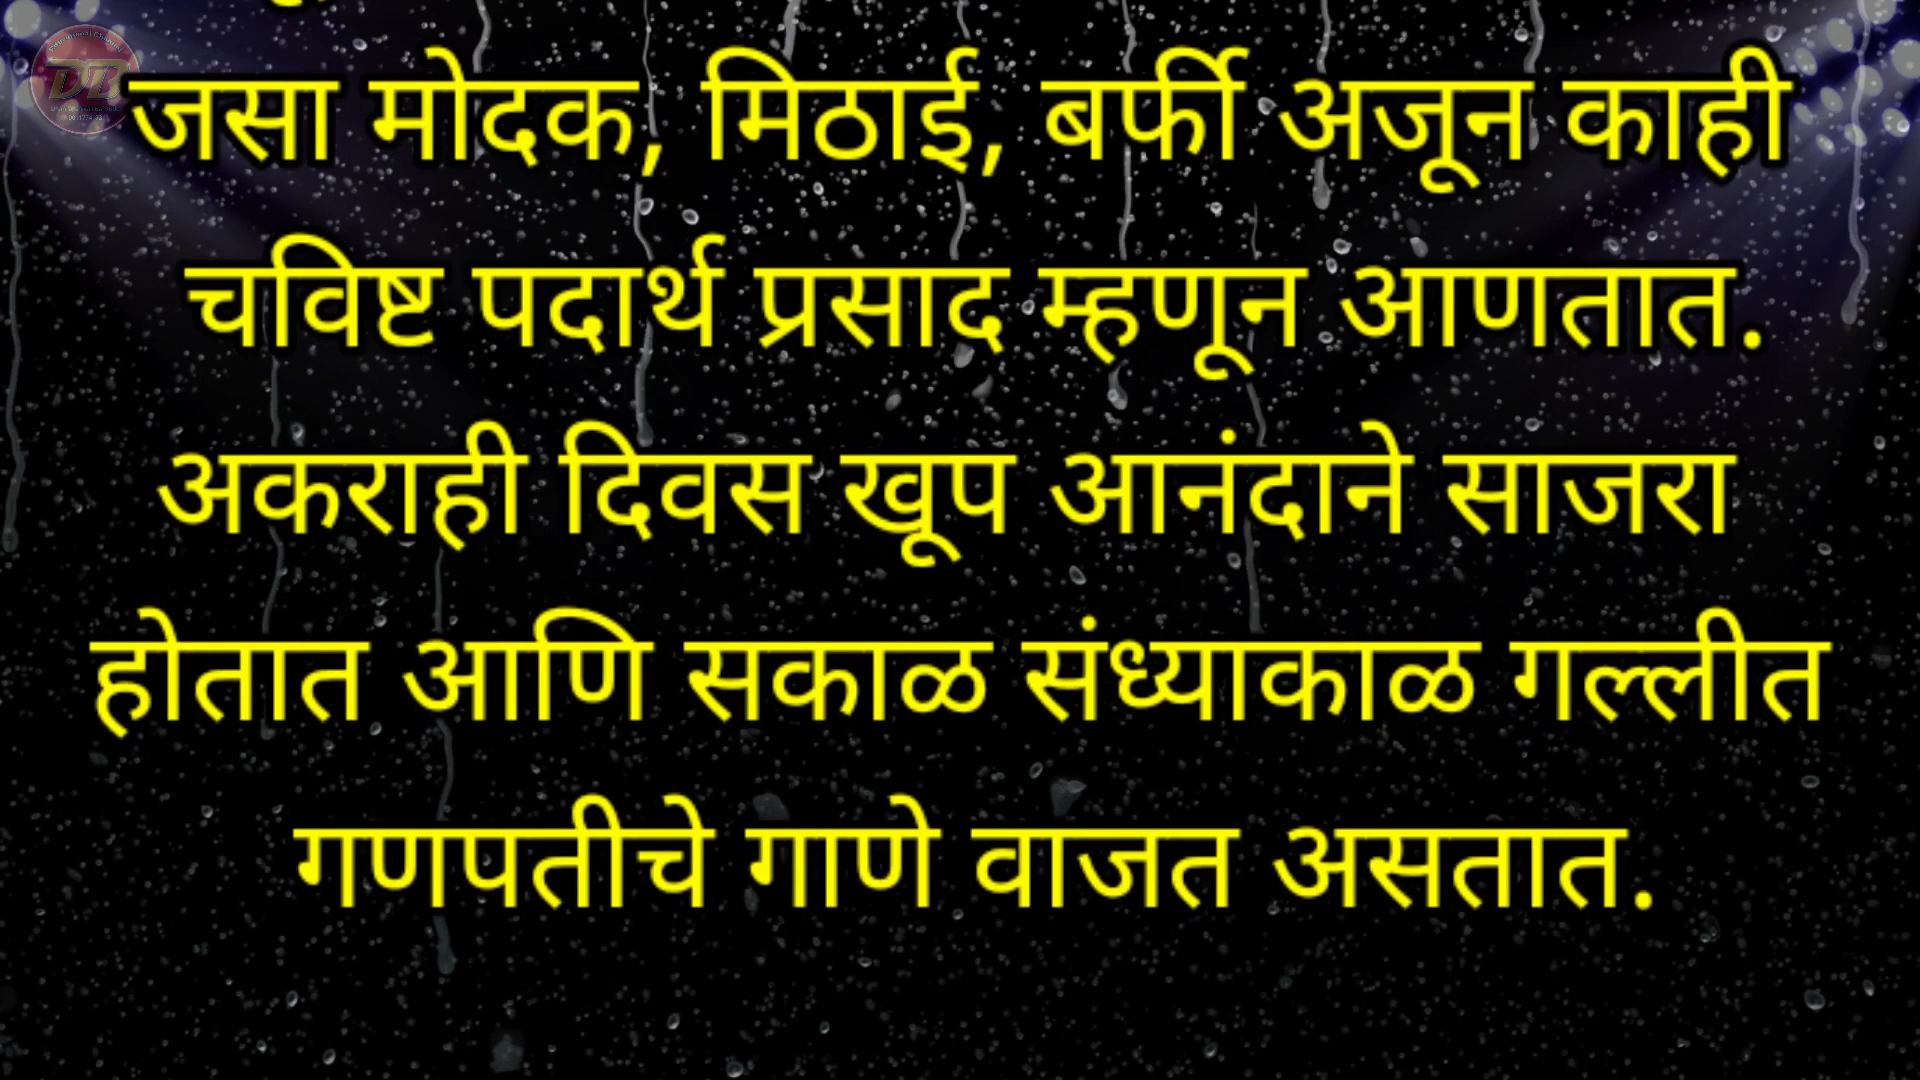 जसा मोदक, मिठाई, बर्फी अजून काही
चविष्ट पदार्थ प्रसाद म्हणून आणतात.
अकराही दिवस खूप आनंदाने साजरा
होतात आणि सकाळ संध्याकाळ गल्लीत
गणपतीचे गाणे वाजत असतात.